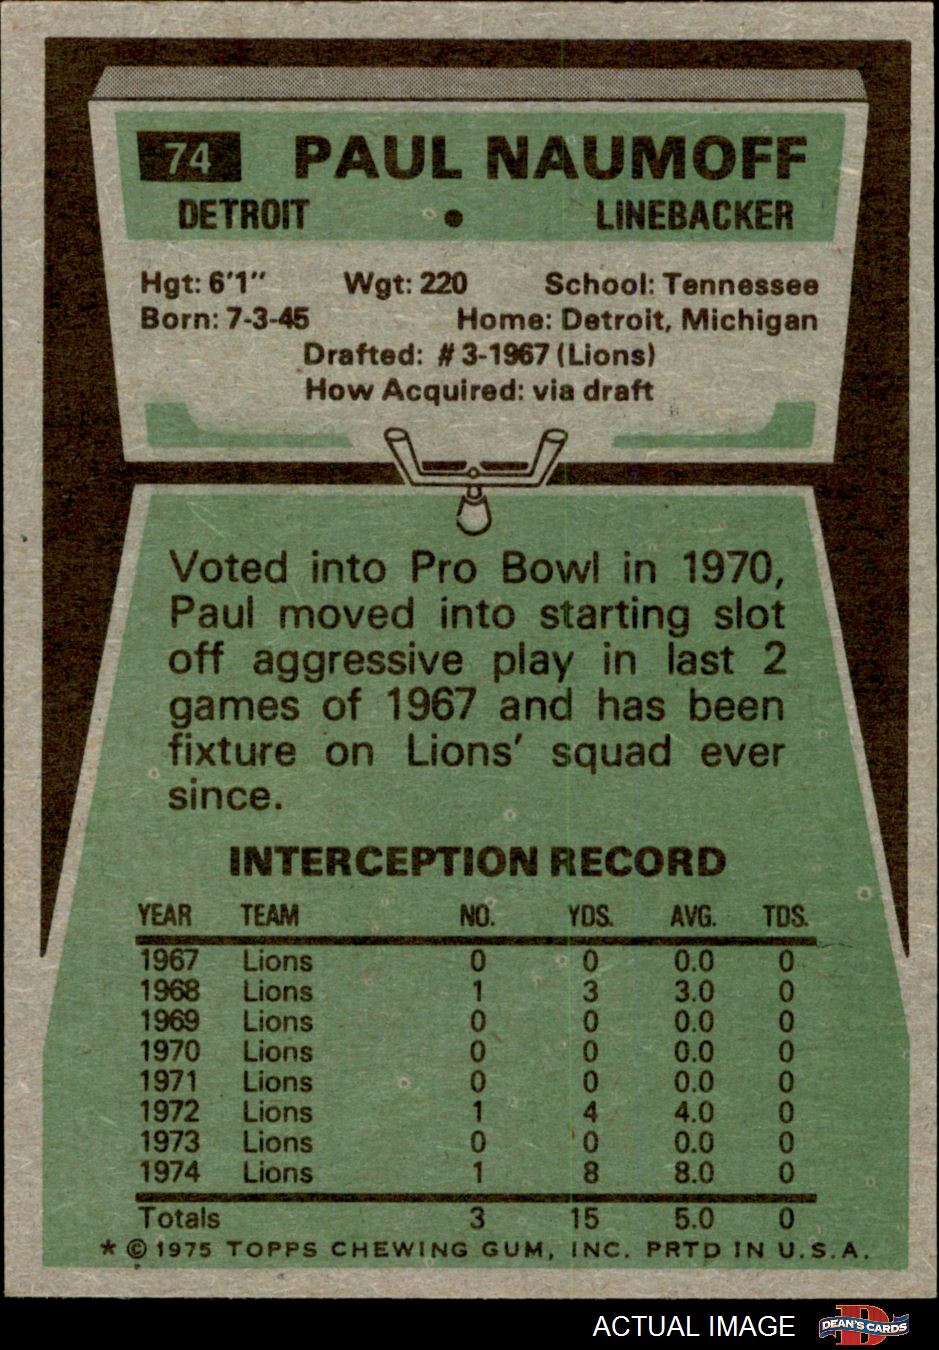 74 PAUL NAUMOFF
DETROIT • LINEBACKER
Hgt: 6'1" Wgt: 220 School: Tennessee
Born: 7-3-45 Home: Detroit, Michigan
Drafted: #3-1967 (Lions)
How Acquired: via draft
Voted into Pro Bowl in 1970,
Paul moved into starting slot
off aggressive play in last 2
games of 1967 and has been
fixture on Lions' squad ever
since.
INTERCEPTION RECORD
YEAR TEAM NO. YDS. AVG. TDS.
1967 Lions 0 0 0.0 0
1968 Lions 1 3 3.0 0
1969 Lions 0 0 0.0 0
1970 Lions 0 0 0.0 0
1971 Lions 0 0 0.0 0
1972 Lions 1 4 4.0 0
1973 Lions 0 0 0.0 0
1974 Lions 1 8 8.0 0
Totals 3 15 5.0 0
* © 1975 TOPPS CHEWING GUM, INC. PRTD IN U.S.A.
ACTUAL IMAGE D DEAN'S CARDS